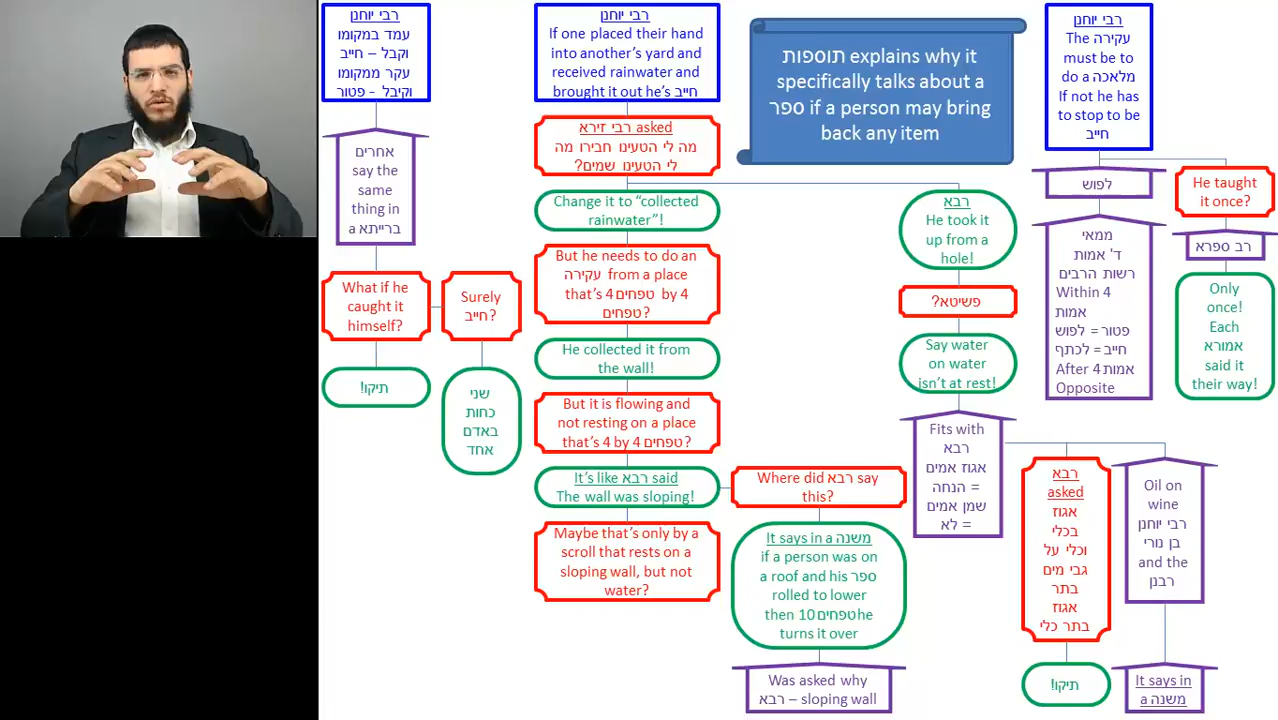 רבי יוחנן
עמד במקומו
וקבל – חייב
עקר ממקומו
וקיבל - פטור
אחרים
say the
same
thing in
a ברייתא
What if he
caught it
himself?
תיקו!
Surely
חייב?
שני
כחות
באדם
אחד
רבי יוחנן
If one placed their hand
into another's yard and
received rainwater and
brought it out he's חייב
רבי זירא asked
מה לי הטעינו חבירו מה
לי הטעינו שמים?
Change it to "collected
rainwater"!
But he needs to do an
עקירה from a place
that's 4 טפחים by 4
טפחים?
He collected it from
the wall!
But it is flowing and
not resting on a place
that's 4 by 4 טפחים?
It's like רבא said
The wall was sloping!
Maybe that's only by a
scroll that rests on a
sloping wall, but not
water?
Where did רבא say
this?
It says in a משנה
if a person was on
a roof and his ספר
rolled to lower
then 10 טפחים he
turns it over
Was asked why
רבא – sloping wall
תוספות explains why it
specifically talks about a
ספר if a person may bring
back any item
רבא
He took it
up from a
hole!
פשיטא?
Say water
on water
isn't at rest!
Fits with
רבא
אגוז אמים
= הנחה
שמן אמים
= לא
רבא
asked
אגוז
בכלי
וכלי על
גבי מים
בתר
אגוז
בתר כלי
תיקו!
Oil on
wine
רבי יוחנן
בן נורי
and the
רבנן
It says in
a משנה
רבי יוחנן
The עקירה
must be to
do a מלאכה
If not he has
to stop to be
חייב
לפוש
ממאי
ד' אמות
רשות הרבים
Within 4
אמות
פטור = לפוש
חייב = לכתף
After 4 אמות
Opposite
He taught
it once?
רב ספרא
Only
once!
Each
אמורא
said it
their way!